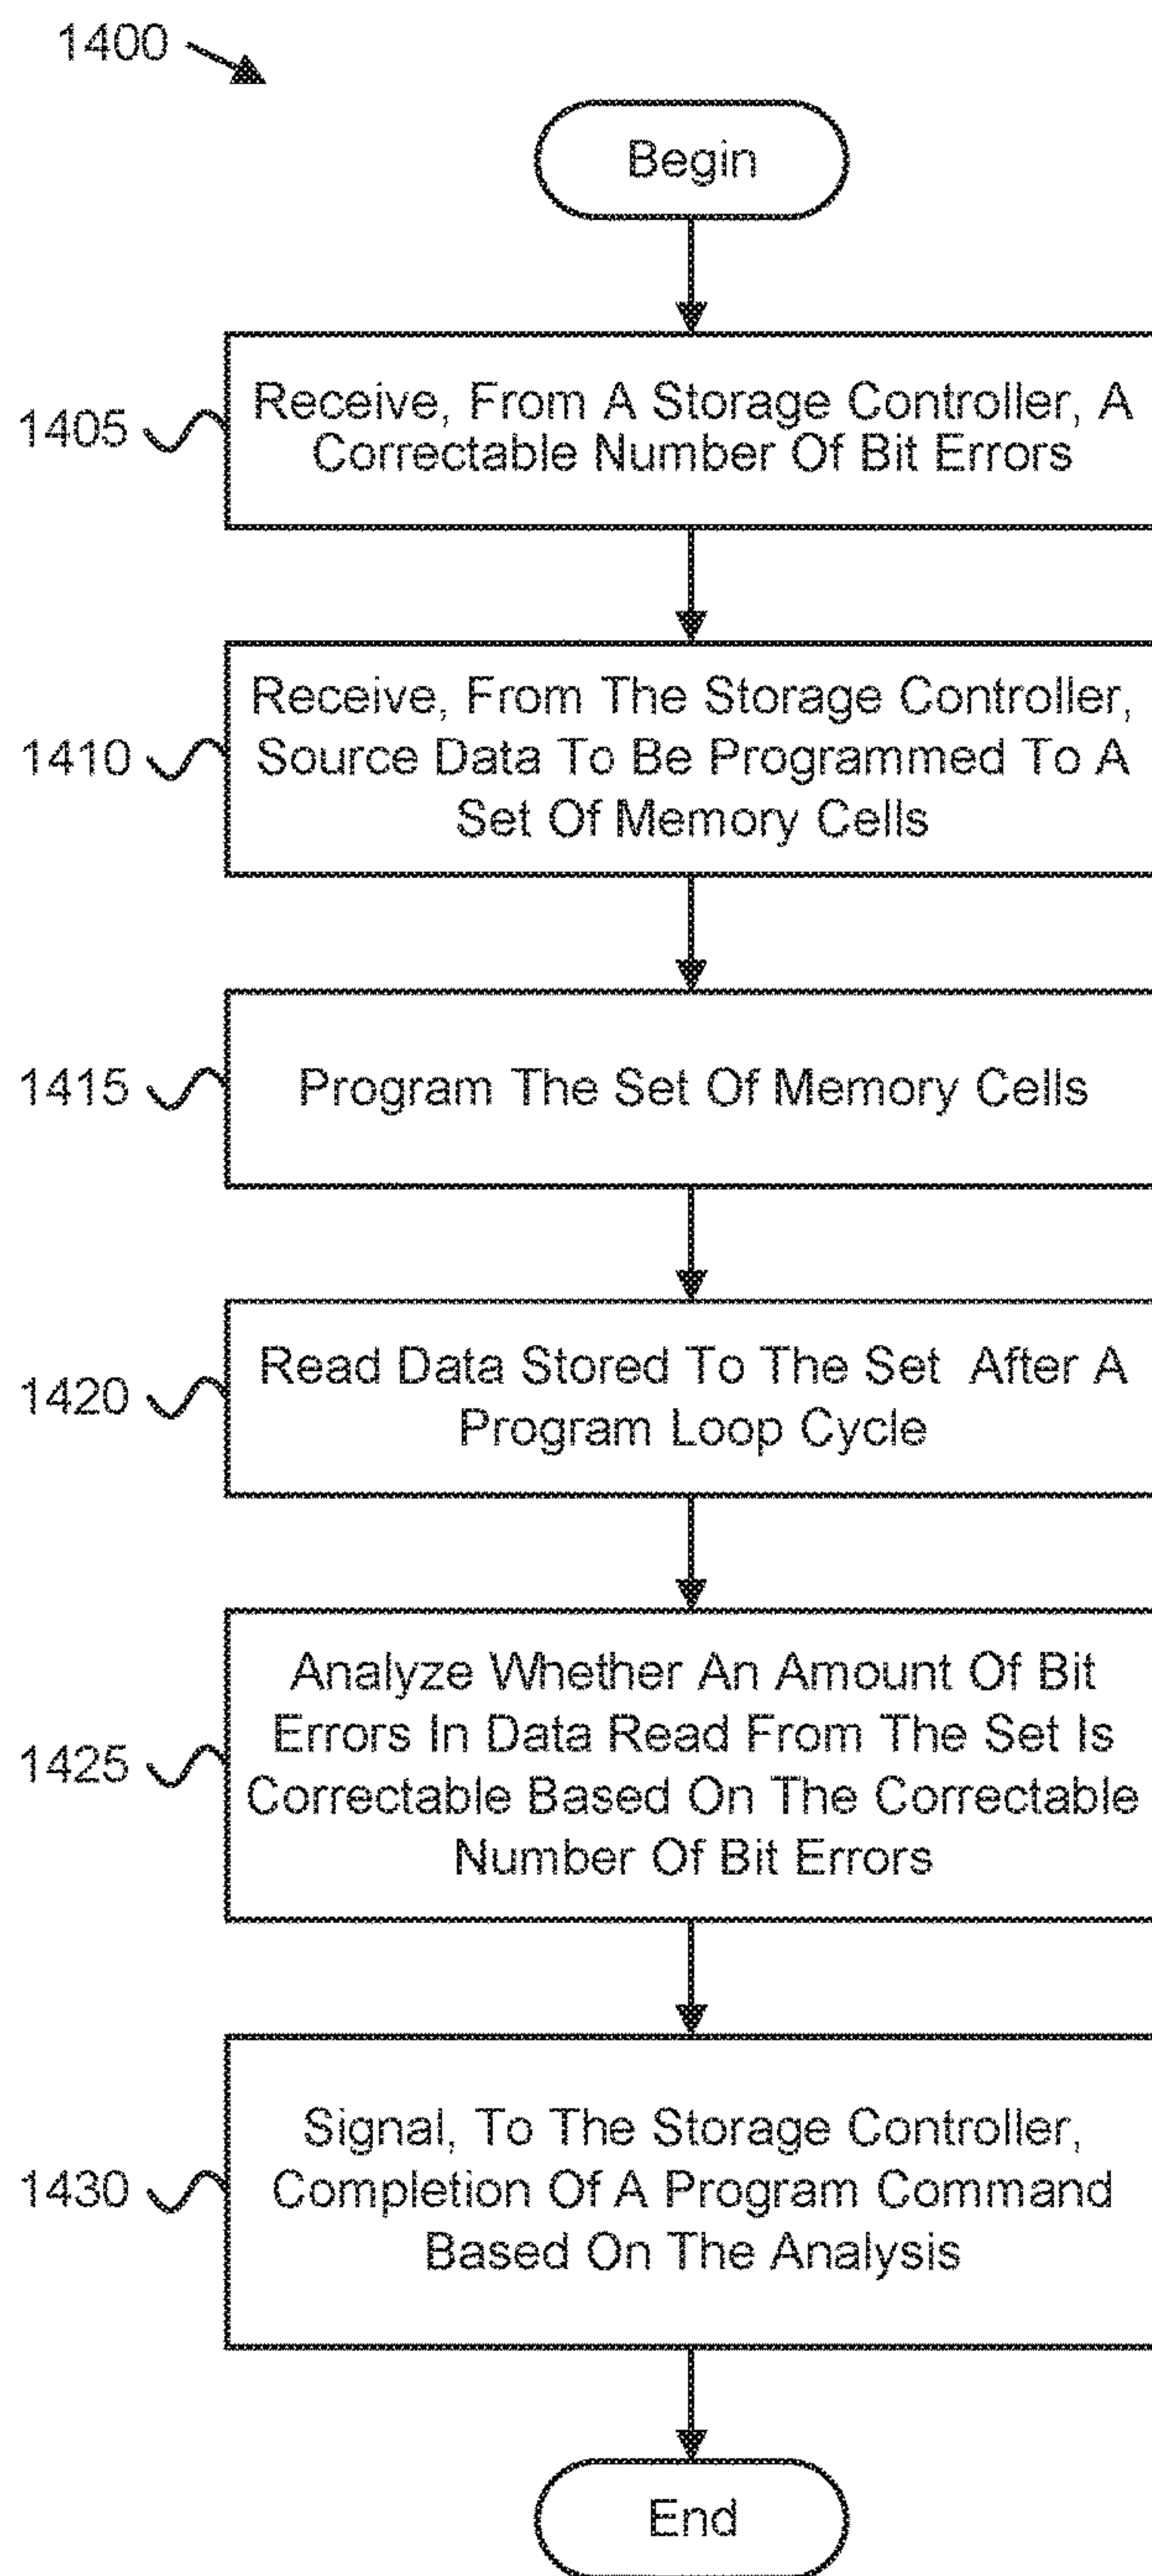 1400
Begin
1405
Receive, From A Storage Controller, A
Correctable Number Of Bit Errors
1410
Receive, From The Storage Controller,
Source Data To Be Programmed To A
Set Of Memory Cells
1415
Program The Set Of Memory Cells
1420
Read Data Stored To The Set After A
Program Loop Cycle
1425
Analyze Whether An Amount Of Bit
Errors In Data Read From The Set Is
Correctable Based On The Correctable
Number Of Bit Errors
1430
Signal, To The Storage Controller,
Completion Of A Program Command
Based On The Analysis
End